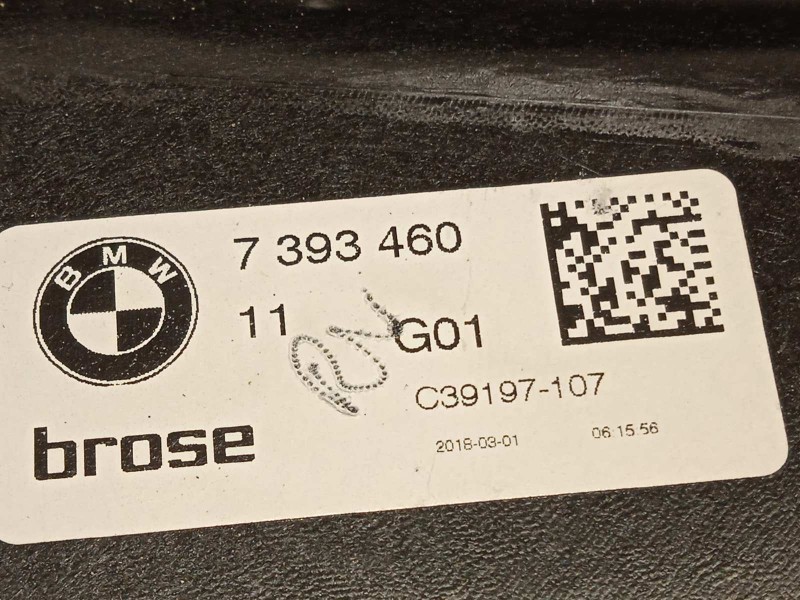 BMW
7 393 460
11 G01
C39197-107
brose
2018-03-01 06:15:56